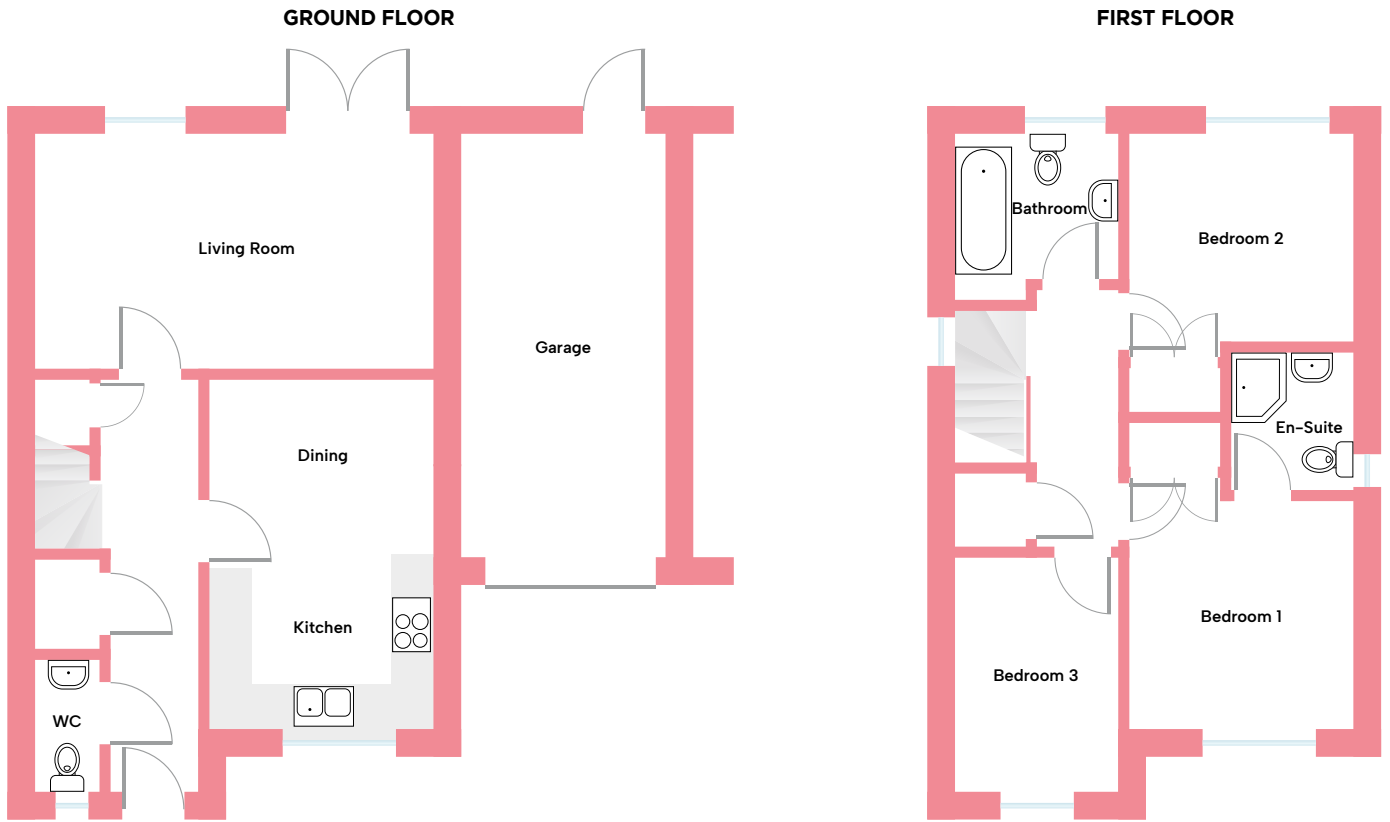 GROUND FLOOR
Living Room
Garage
Dining
Kitchen
WC
FIRST FLOOR
Bathroom
Bedroom 2
En-Suite
Bedroom 1
Bedroom 3